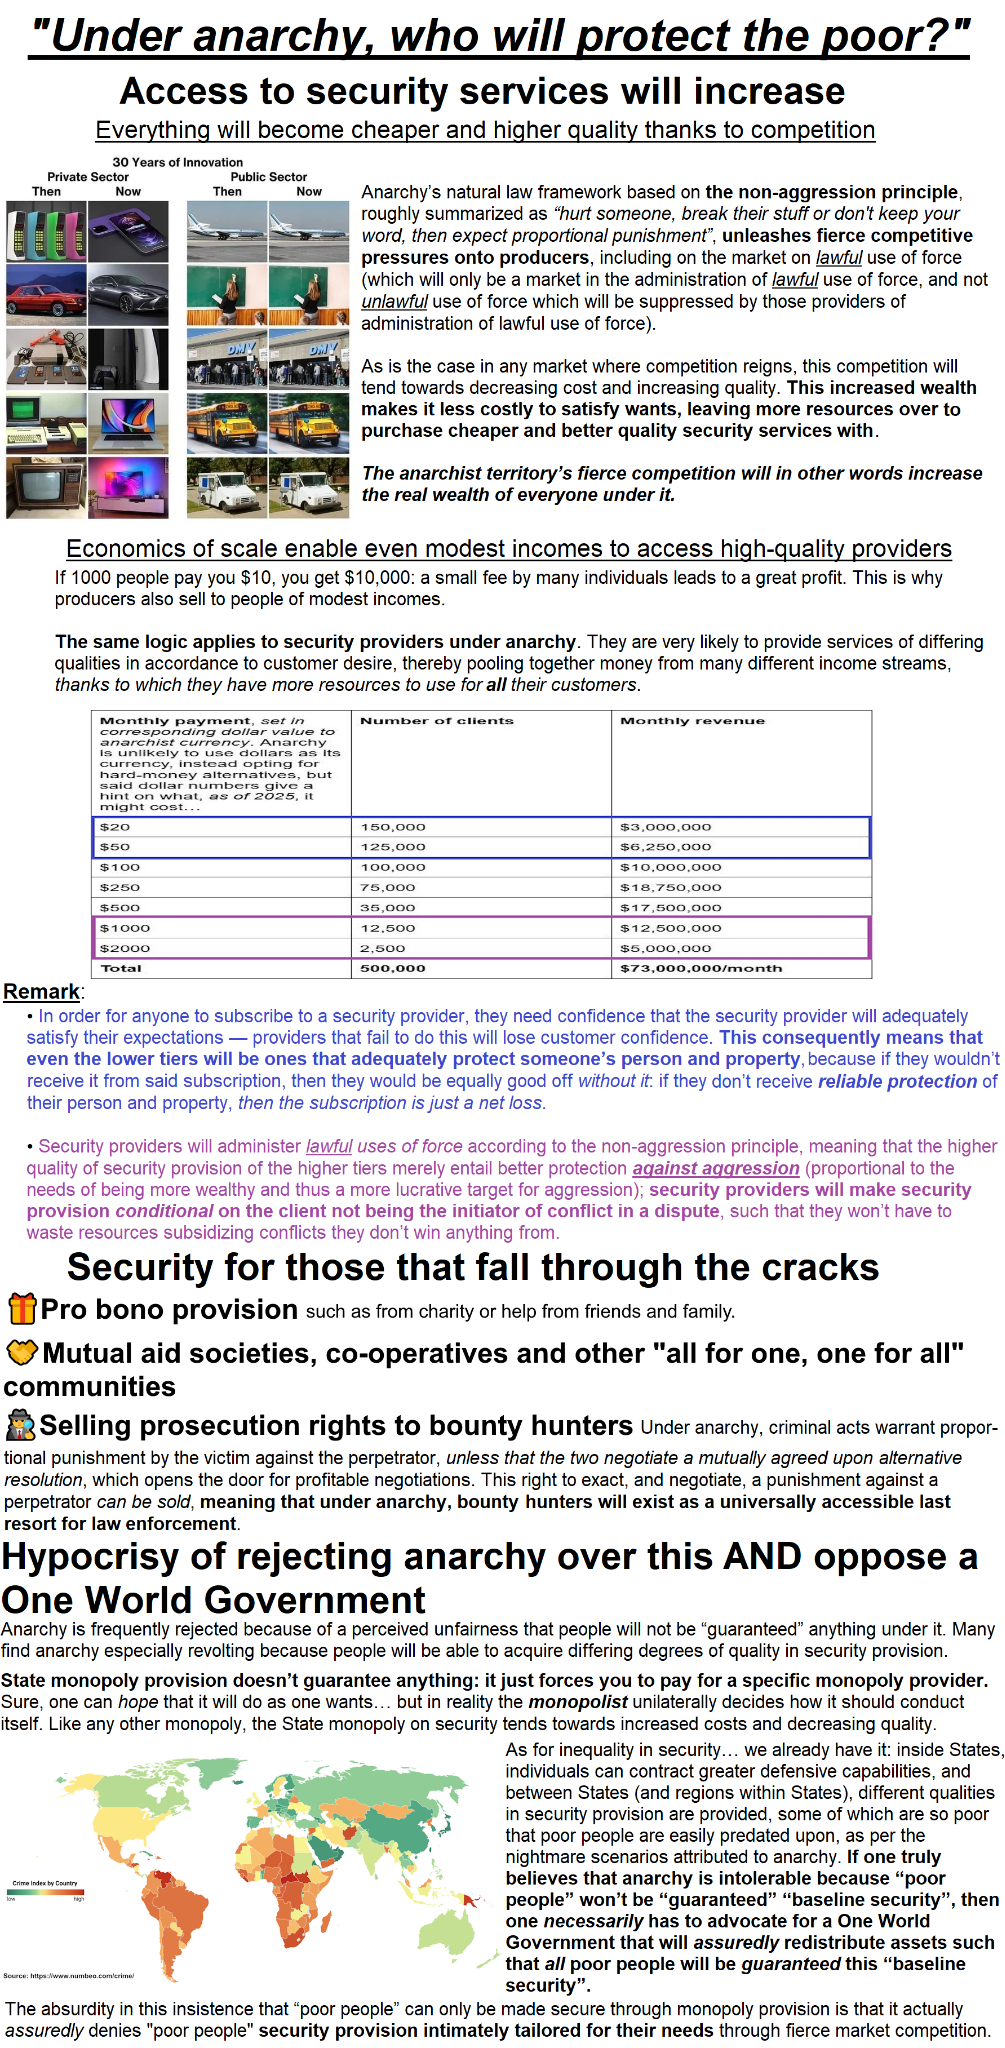 "Under anarchy, who will protect the poor?"
Access to security services will increase
Everything will become cheaper and higher quality thanks to competition
30 Years of Innovation
Private Sector
Public Sector
Then
Now
Then
Now
DMV
DMV
Anarchy's natural law framework based on the non-aggression principle,
roughly summarized as "hurt someone, break their stuff or don't keep your
word, then expect proportional punishment", unleashes fierce competitive
pressures onto producers, including on the market on lawful use of force
(which will only be a market in the administration of lawful use of force, and not
unlawful use of force which will be suppressed by those providers of
administration of lawful use of force).
As is the case in any market where competition reigns, this competition will
tend towards decreasing cost and increasing quality. This increased wealth
makes it less costly to satisfy wants, leaving more resources over to
purchase cheaper and better quality security services with.
The anarchist territory's fierce competition will in other words increase
the real wealth of everyone under it.
Economics of scale enable even modest incomes to access high-quality providers
If 1000 people pay you $10, you get $10,000: a small fee by many individuals leads to a great profit. This is why
producers also sell to people of modest incomes.
The same logic applies to security providers under anarchy. They are very likely to provide services of differing
qualities in accordance to customer desire, thereby pooling together money from many different income streams,
thanks to which they have more resources to use for all their customers.
Monthly payment, set in
corresponding dollar value to
anarchist currency. Anarchy
is unlikely to use dollars as its
currency, instead opting for
hard-money alternatives, but
said dollar numbers give a
hint on what, as of 2025, it
might cost...
Number of clients
Monthly revenue
$20 150,000 $3,000,000
$50 125,000 $6,250,000
$100 100,000 $10,000,000
$250 75,000 $18,750,000
$500 35,000 $17,500,000
$1000 12,500 $12,500,000
$2000 2,500 $5,000,000
Total 500,000 $73,000,000/month
Remark:
• In order for anyone to subscribe to a security provider, they need confidence that the security provider will adequately
satisfy their expectations — providers that fail to do this will lose customer confidence. This consequently means that
even the lower tiers will be ones that adequately protect someone's person and property, because if they wouldn't
receive it from said subscription, then they would be equally good off without it: if they don't receive reliable protection of
their person and property, then the subscription is just a net loss.
• Security providers will administer lawful uses of force according to the non-aggression principle, meaning that the higher
quality of security provision of the higher tiers merely entail better protection against aggression (proportional to the
needs of being more wealthy and thus a more lucrative target for aggression); security providers will make security
provision conditional on the client not being the initiator of conflict in a dispute, such that they won't have to
waste resources subsidizing conflicts they don't win anything from.
Security for those that fall through the cracks
🎁Pro bono provision such as from charity or help from friends and family.
🤝Mutual aid societies, co-operatives and other "all for one, one for all"
communities
🕵Selling prosecution rights to bounty hunters Under anarchy, criminal acts warrant propor-
tional punishment by the victim against the perpetrator, unless that the two negotiate a mutually agreed upon alternative
resolution, which opens the door for profitable negotiations. This right to exact, and negotiate, a punishment against a
perpetrator can be sold, meaning that under anarchy, bounty hunters will exist as a universally accessible last
resort for law enforcement.
Hypocrisy of rejecting anarchy over this AND oppose a
One World Government
Anarchy is frequently rejected because of a perceived unfairness that people will not be "guaranteed" anything under it. Many
find anarchy especially revolting because people will be able to acquire differing degrees of quality in security provision.
State monopoly provision doesn't guarantee anything: it just forces you to pay for a specific monopoly provider.
Sure, one can hope that it will do as one wants... but in reality the monopolist unilaterally decides how it should conduct
itself. Like any other monopoly, the State monopoly on security tends towards increased costs and decreasing quality.
Crime Index by Country
low
high
Source: https://www.numbeo.com/crime/
As for inequality in security... we already have it: inside States,
individuals can contract greater defensive capabilities, and
between States (and regions within States), different qualities
in security provision are provided, some of which are so poor
that poor people are easily predated upon, as per the
nightmare scenarios attributed to anarchy. If one truly
believes that anarchy is intolerable because "poor
people" won't be "guaranteed" "baseline security", then
one necessarily has to advocate for a One World
Government that will assuredly redistribute assets such
that all poor people will be guaranteed this "baseline
security".
The absurdity in this insistence that "poor people" can only be made secure through monopoly provision is that it actually
assuredly denies "poor people" security provision intimately tailored for their needs through fierce market competition.